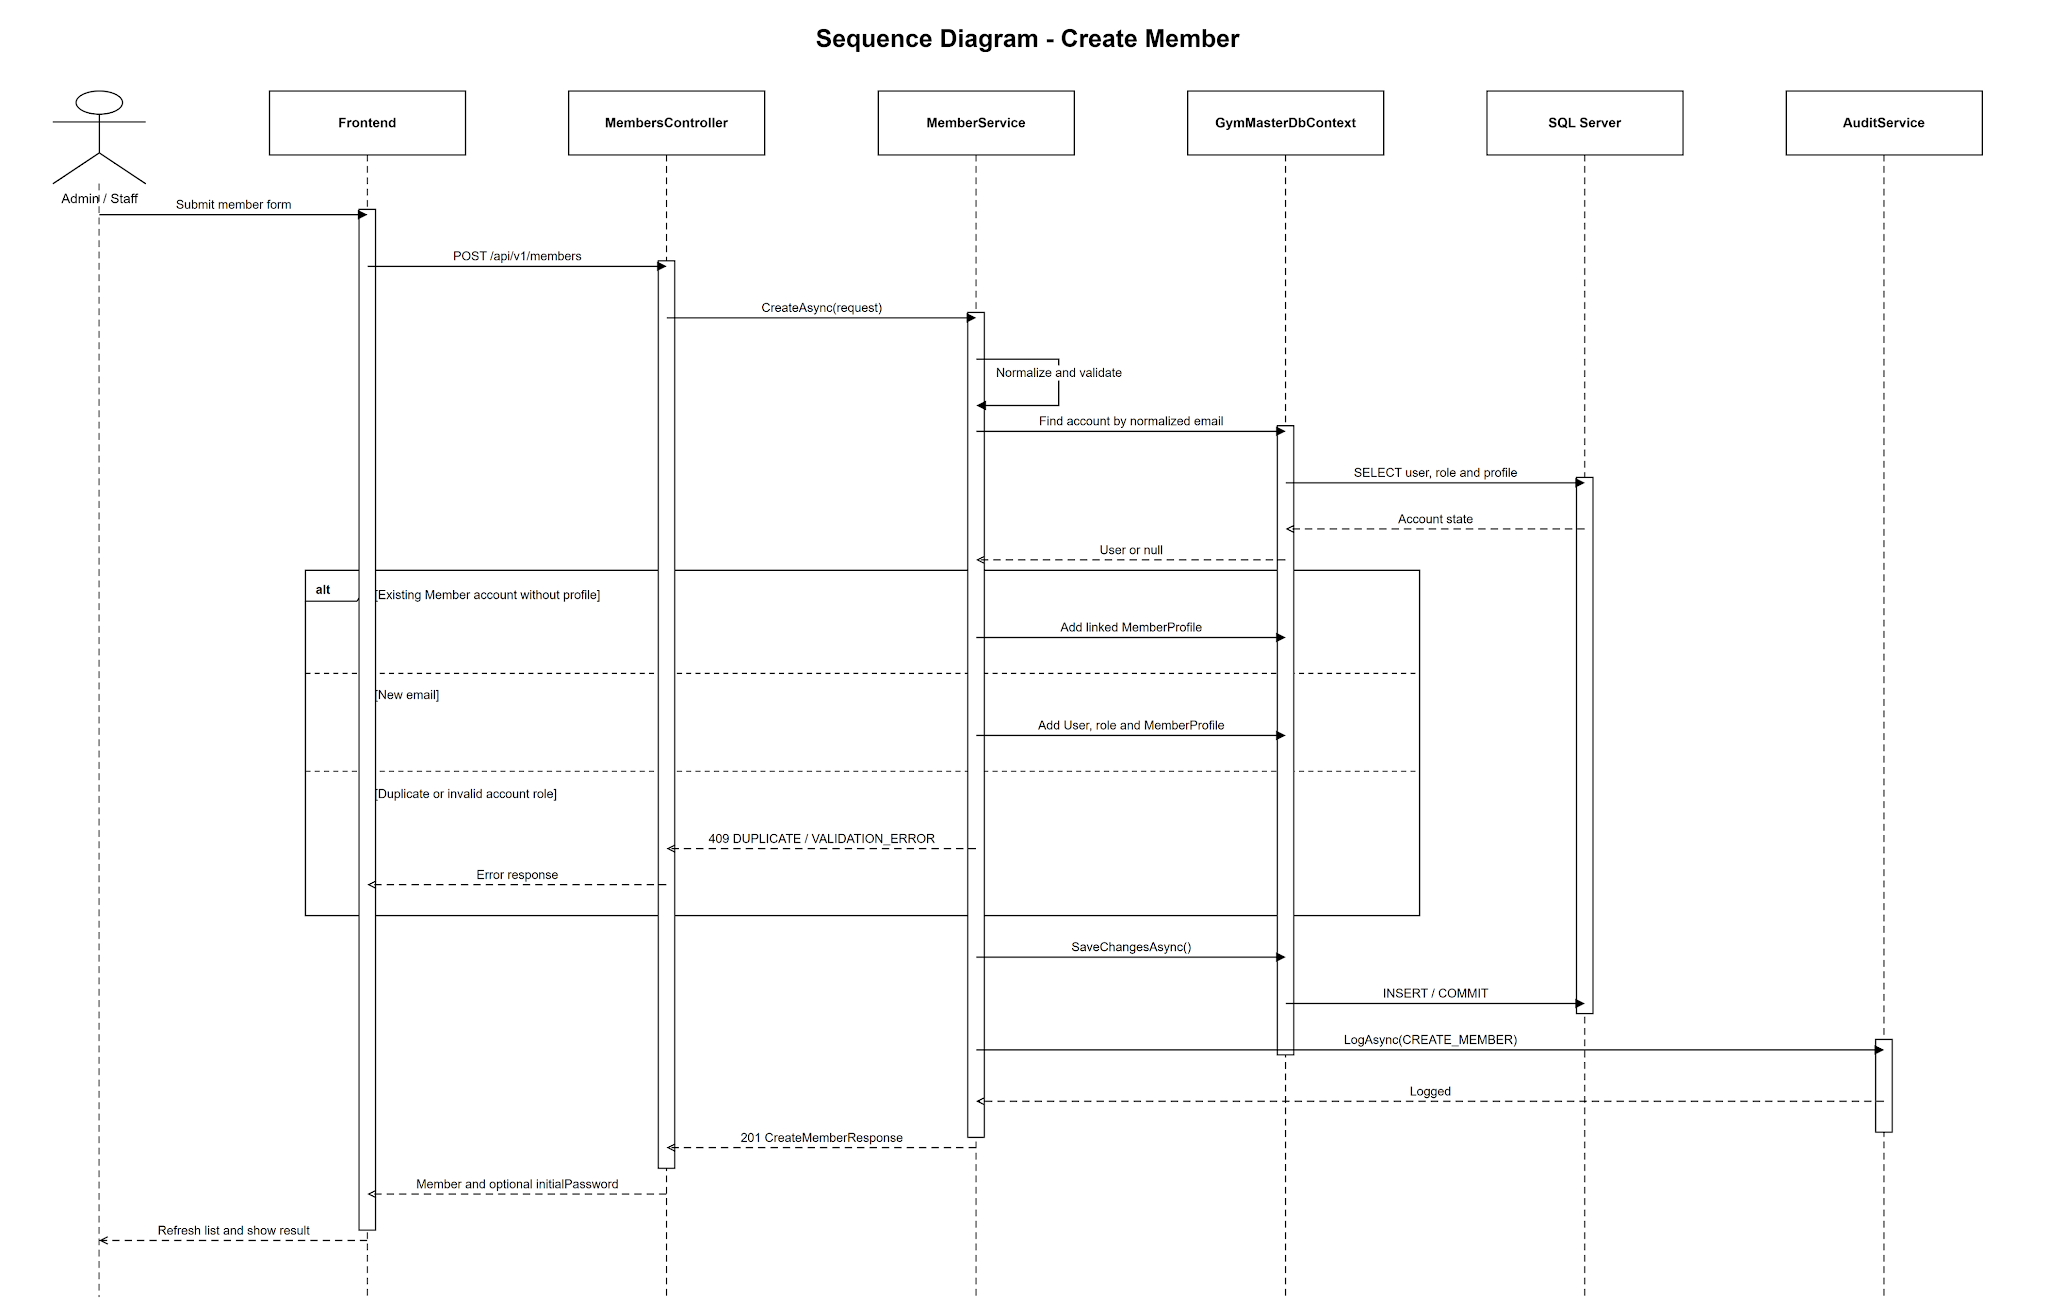 Sequence Diagram - Create Member
Admin / Staff
Frontend
MembersController
MemberService
GymMasterDbContext
SQL Server
AuditService
Submit member form
POST /api/v1/members
CreateAsync(request)
Normalize and validate
Find account by normalized email
SELECT user, role and profile
Account state
User or null
alt
[Existing Member account without profile]
Add linked MemberProfile
[New email]
Add User, role and MemberProfile
[Duplicate or invalid account role]
409 DUPLICATE / VALIDATION_ERROR
Error response
SaveChangesAsync()
INSERT / COMMIT
LogAsync(CREATE_MEMBER)
Logged
201 CreateMemberResponse
Member and optional initialPassword
Refresh list and show result